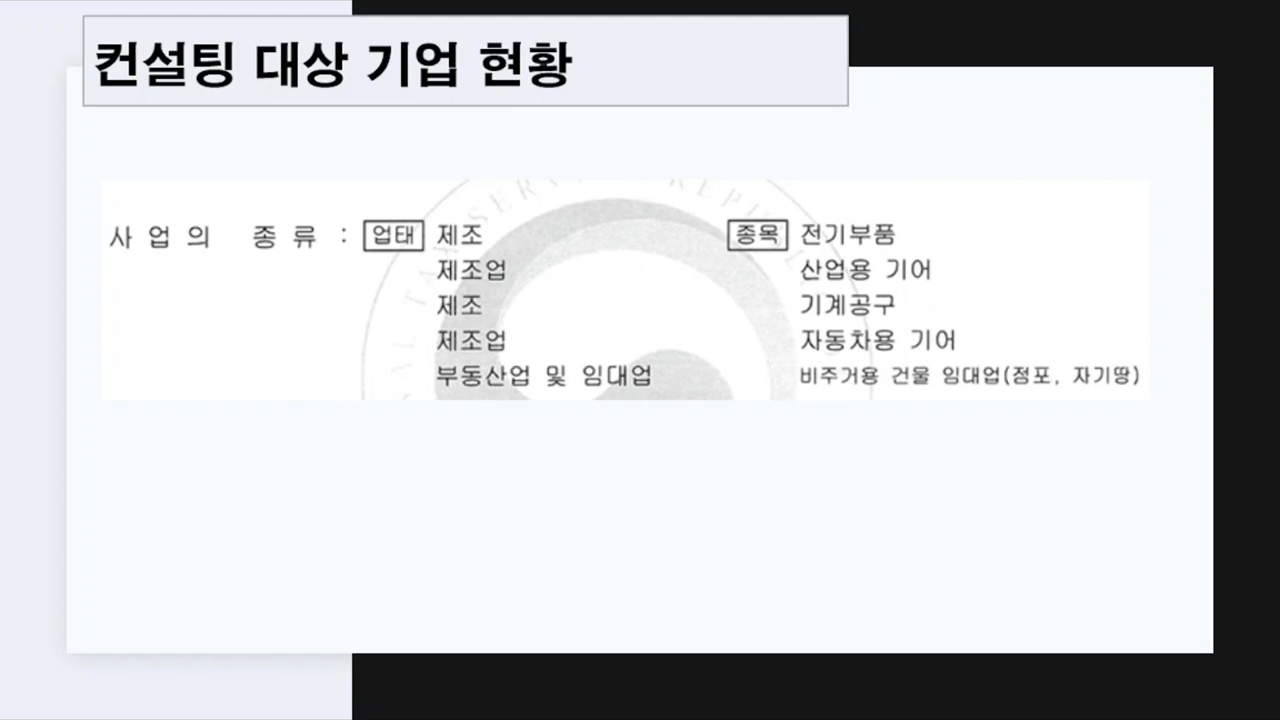 컨설팅 대상 기업 현황
사 업 의 종 류 : 업태 제조 종목 전기부품
제조업 산업용 기어
제조 기계공구
제조업 자동차용 기어
부동산업 및 임대업 비주거용 건물 임대업(점포, 자기땅)